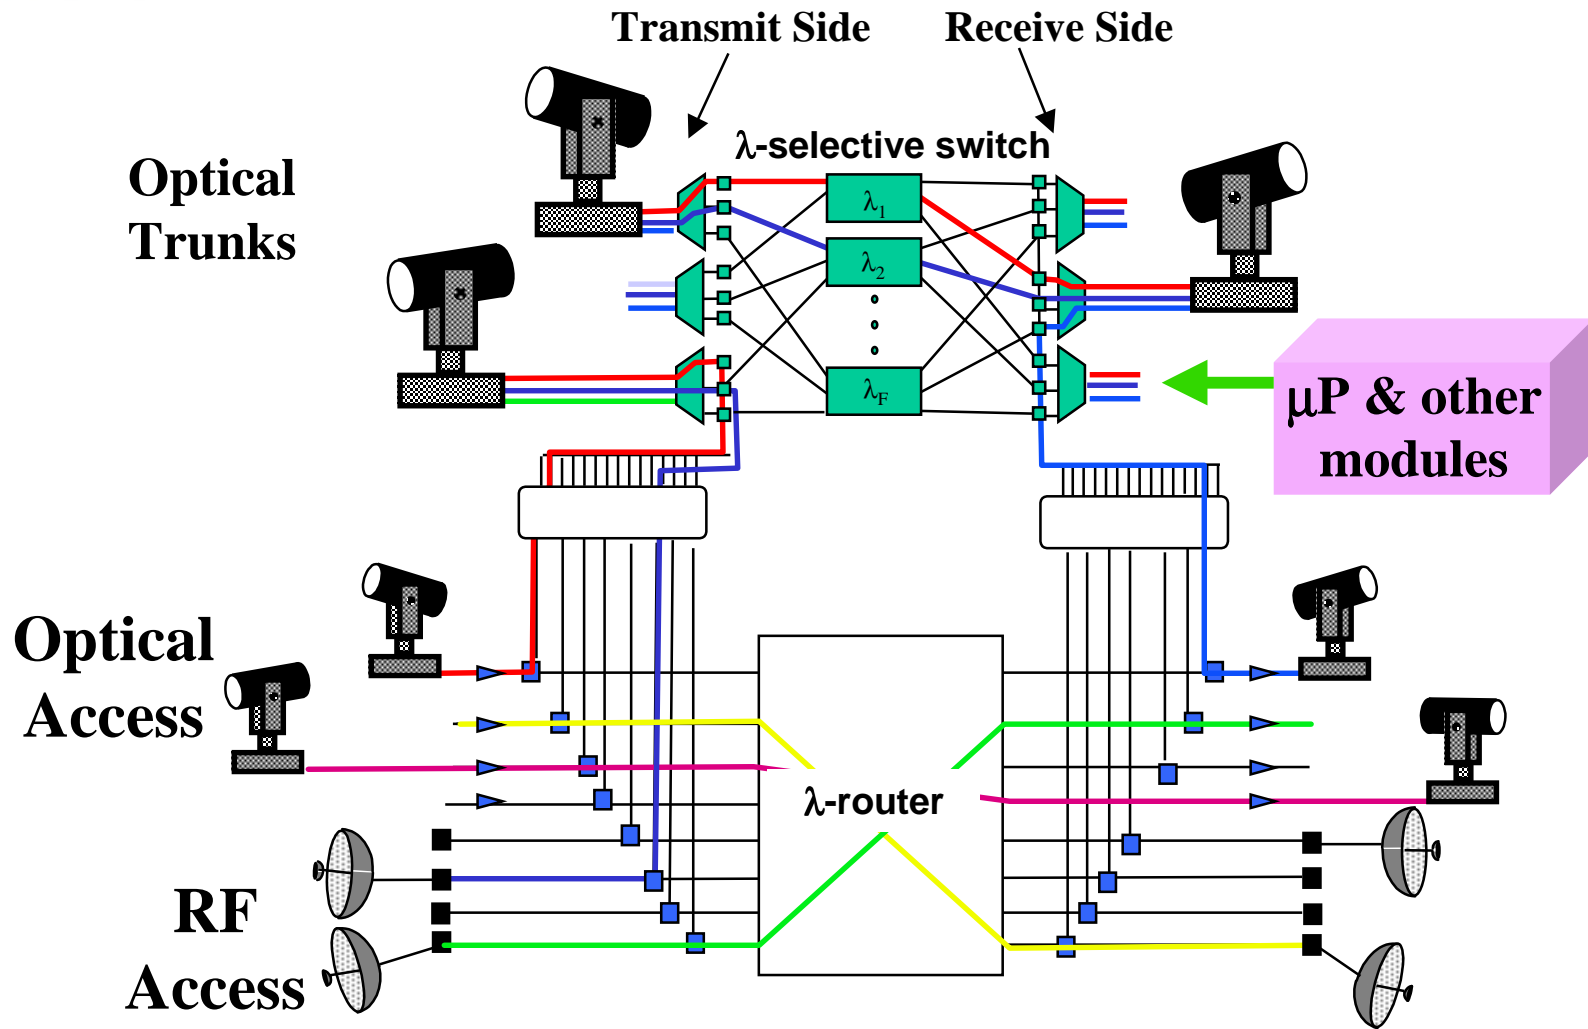 Transmit Side
Receive Side
λ-selective switch
Optical
Trunks
λ1
λ2
λF
μP & other
modules
Optical
Access
λ-router
RF
Access